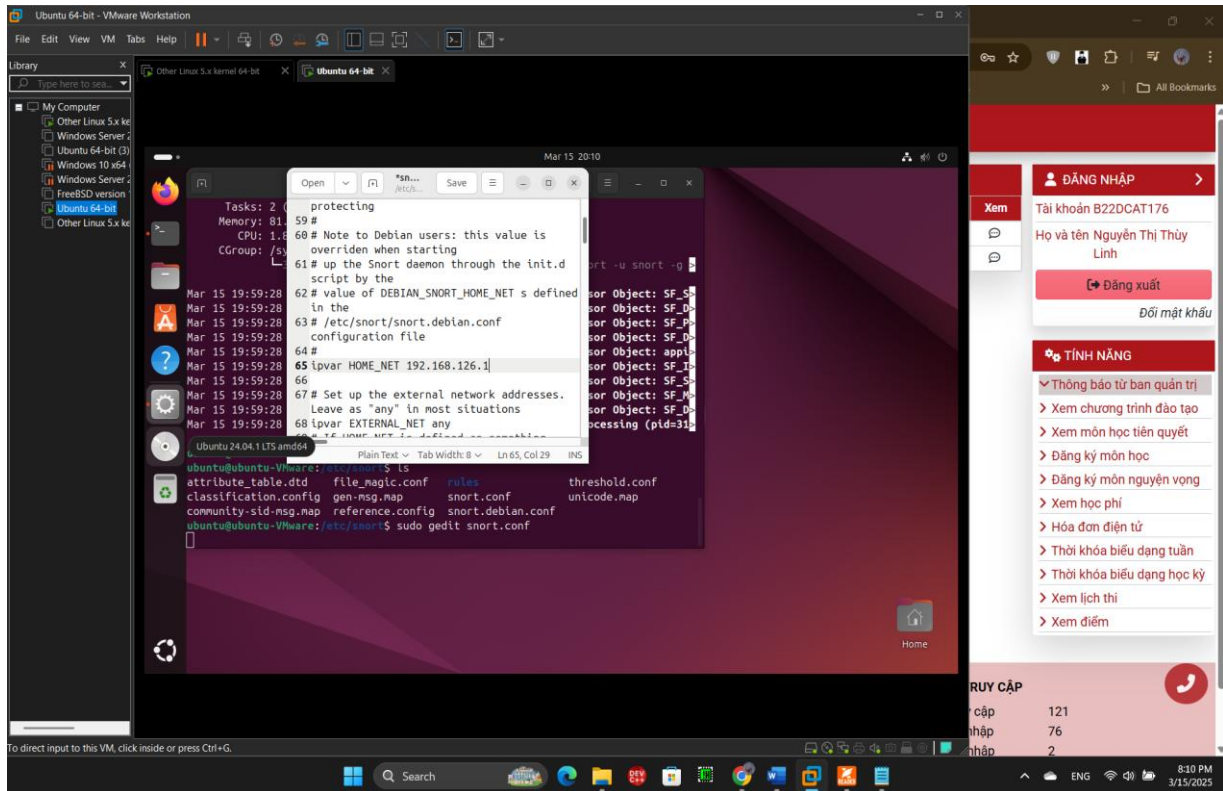 Ubuntu 64-bit - VMware Workstation
File Edit View VM Tabs Help
Library X
Type here to sea...
My Computer
Other Linux 5.x ke
Windows Server 2
Ubuntu 64-bit (3)
Windows 10 x64
Windows Server 2
FreeBSD version 1
Ubuntu 64-bit
Other Linux 5.x ke
Other Linux 5.x kernel 64-bit
Ubuntu 64-bit
Mar 15 20:10
Open
*sn...
/etc/s...
Save
Tasks: 2 (
Memory: 81.
CPU: 1.8
CGroup: /sy
protecting
59 #
60 # Note to Debian users: this value is
overriden when starting
61 # up the Snort daemon through the init.d
script by the
62 # value of DEBIAN_SNORT_HOME_NET s defined
in the
63 # /etc/snort/snort.debian.conf
configuration file
64 #
65 ipvar HOME_NET 192.168.126.1
66
67 # Set up the external network addresses.
Leave as "any" in most situations
68 ipvar EXTERNAL_NET any
Plain Text Tab Width: 8 Ln 65, Col 29 INS
ort -u snort -g >
Mar 15 19:59:28 sor Object: SF_S>
Mar 15 19:59:28 sor Object: SF_D>
Mar 15 19:59:28 sor Object: SF_P>
Mar 15 19:59:28 sor Object: SF_D>
Mar 15 19:59:28 sor Object: appl>
Mar 15 19:59:28 sor Object: SF_I>
Mar 15 19:59:28 sor Object: SF_S>
Mar 15 19:59:28 sor Object: SF_M>
Mar 15 19:59:28 sor Object: SF_D>
Mar 15 19:59:28 ocessing (pid=31>
Ubuntu 24.04.1 LTS amd64
ubuntu@ubuntu-VMware:/etc/snort$ ls
attribute_table.dtd file_magic.conf rules threshold.conf
classification.config gen-msg.map snort.conf unicode.map
community-sid-msg.map reference.config snort.debian.conf
ubuntu@ubuntu-VMware:/etc/snort$ sudo gedit snort.conf
Home
To direct input to this VM, click inside or press Ctrl+G.
All Bookmarks
Xem
ĐĂNG NHẬP
Tài khoản B22DCAT176
Họ và tên Nguyễn Thị Thùy
Linh
Đăng xuất
Đổi mật khẩu
TÍNH NĂNG
Thông báo từ ban quản trị
Xem chương trình đào tạo
Xem môn học tiên quyết
Đăng ký môn học
Đăng ký môn nguyện vọng
Xem học phí
Hóa đơn điện tử
Thời khóa biểu dạng tuần
Thời khóa biểu dạng học kỳ
Xem lịch thi
Xem điểm
RUY CẬP
cập 121
nhập 76
nhập 2
Search
ENG
8:10 PM
3/15/2025